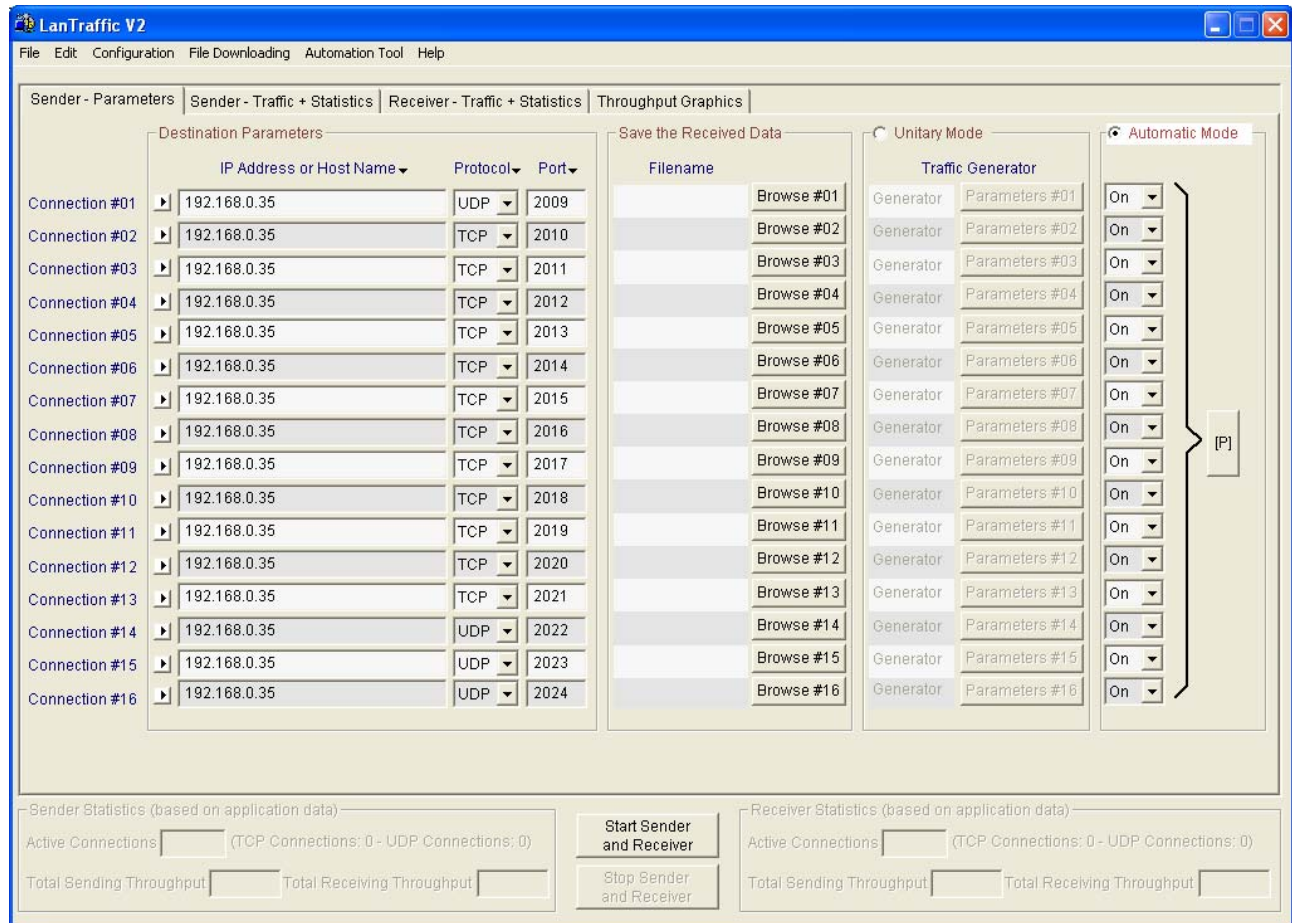 LanTraffic V2
File Edit Configuration File Downloading Automation Tool Help
Sender - Parameters Sender - Traffic + Statistics Receiver - Traffic + Statistics Throughput Graphics
Destination Parameters Save the Received Data Unitary Mode Automatic Mode
IP Address or Host Name Protocol Port Filename Traffic Generator
Connection #01 192.168.0.35 UDP 2009 Browse #01 Generator Parameters #01 On
Connection #02 192.168.0.35 TCP 2010 Browse #02 Generator Parameters #02 On
Connection #03 192.168.0.35 TCP 2011 Browse #03 Generator Parameters #03 On
Connection #04 192.168.0.35 TCP 2012 Browse #04 Generator Parameters #04 On
Connection #05 192.168.0.35 TCP 2013 Browse #05 Generator Parameters #05 On
Connection #06 192.168.0.35 TCP 2014 Browse #06 Generator Parameters #06 On
Connection #07 192.168.0.35 TCP 2015 Browse #07 Generator Parameters #07 On
Connection #08 192.168.0.35 TCP 2016 Browse #08 Generator Parameters #08 On
[P]
Connection #09 192.168.0.35 TCP 2017 Browse #09 Generator Parameters #09 On
Connection #10 192.168.0.35 TCP 2018 Browse #10 Generator Parameters #10 On
Connection #11 192.168.0.35 TCP 2019 Browse #11 Generator Parameters #11 On
Connection #12 192.168.0.35 TCP 2020 Browse #12 Generator Parameters #12 On
Connection #13 192.168.0.35 TCP 2021 Browse #13 Generator Parameters #13 On
Connection #14 192.168.0.35 UDP 2022 Browse #14 Generator Parameters #14 On
Connection #15 192.168.0.35 UDP 2023 Browse #15 Generator Parameters #15 On
Connection #16 192.168.0.35 UDP 2024 Browse #16 Generator Parameters #16 On
Sender Statistics (based on application data)
Active Connections (TCP Connections: 0 - UDP Connections: 0)
Total Sending Throughput Total Receiving Throughput
Start Sender
and Receiver
Stop Sender
and Receiver
Receiver Statistics (based on application data)
Active Connections (TCP Connections: 0 - UDP Connections: 0)
Total Sending Throughput Total Receiving Throughput